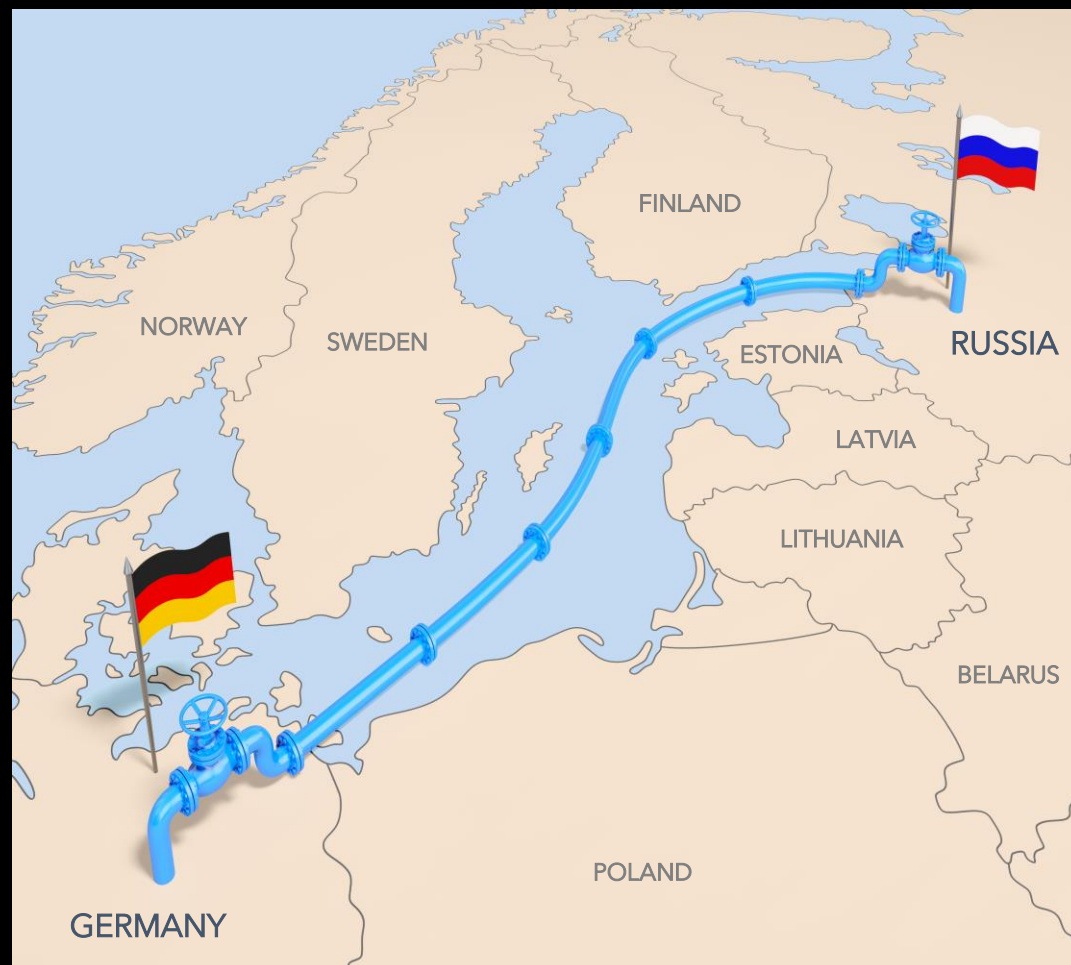 FINLAND
NORWAY
SWEDEN
RUSSIA
ESTONIA
LATVIA
LITHUANIA
BELARUS
POLAND
GERMANY